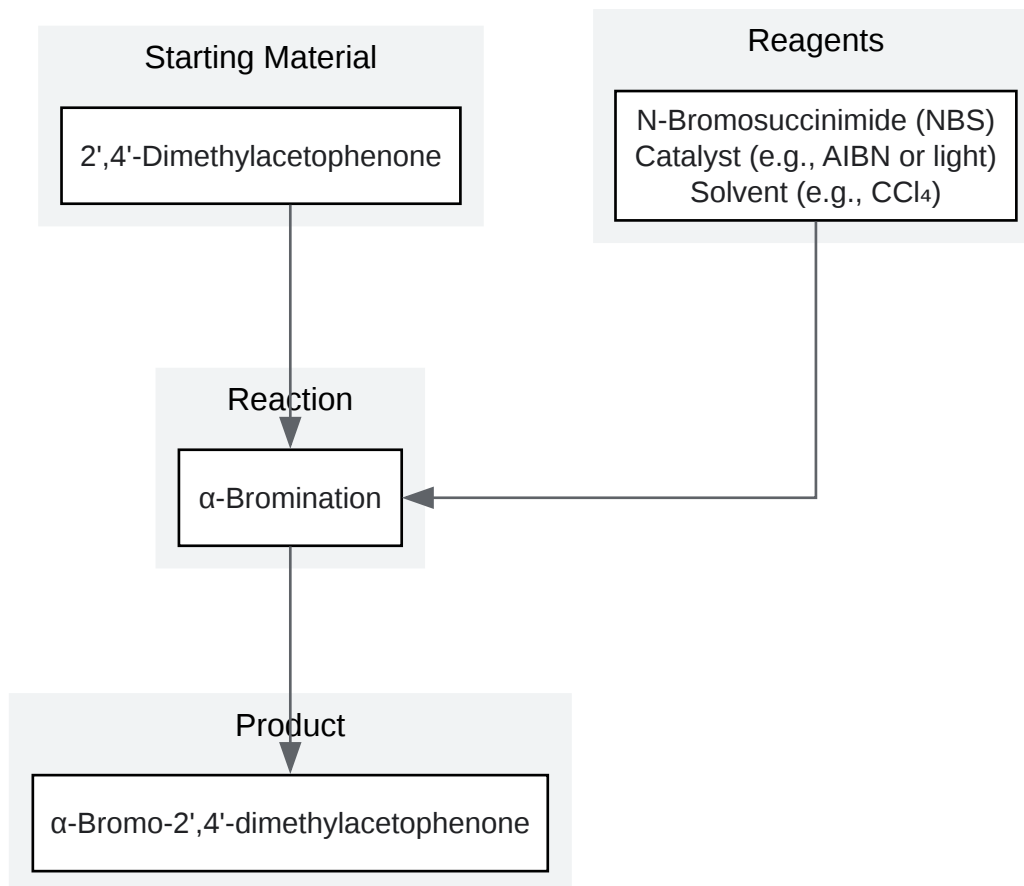 Starting Material
2',4'-Dimethylacetophenone
Reagents
N-Bromosuccinimide (NBS)
Catalyst (e.g., AIBN or light)
Solvent (e.g., CCl₄)
Reaction
α-Bromination
Product
α-Bromo-2',4'-dimethylacetophenone